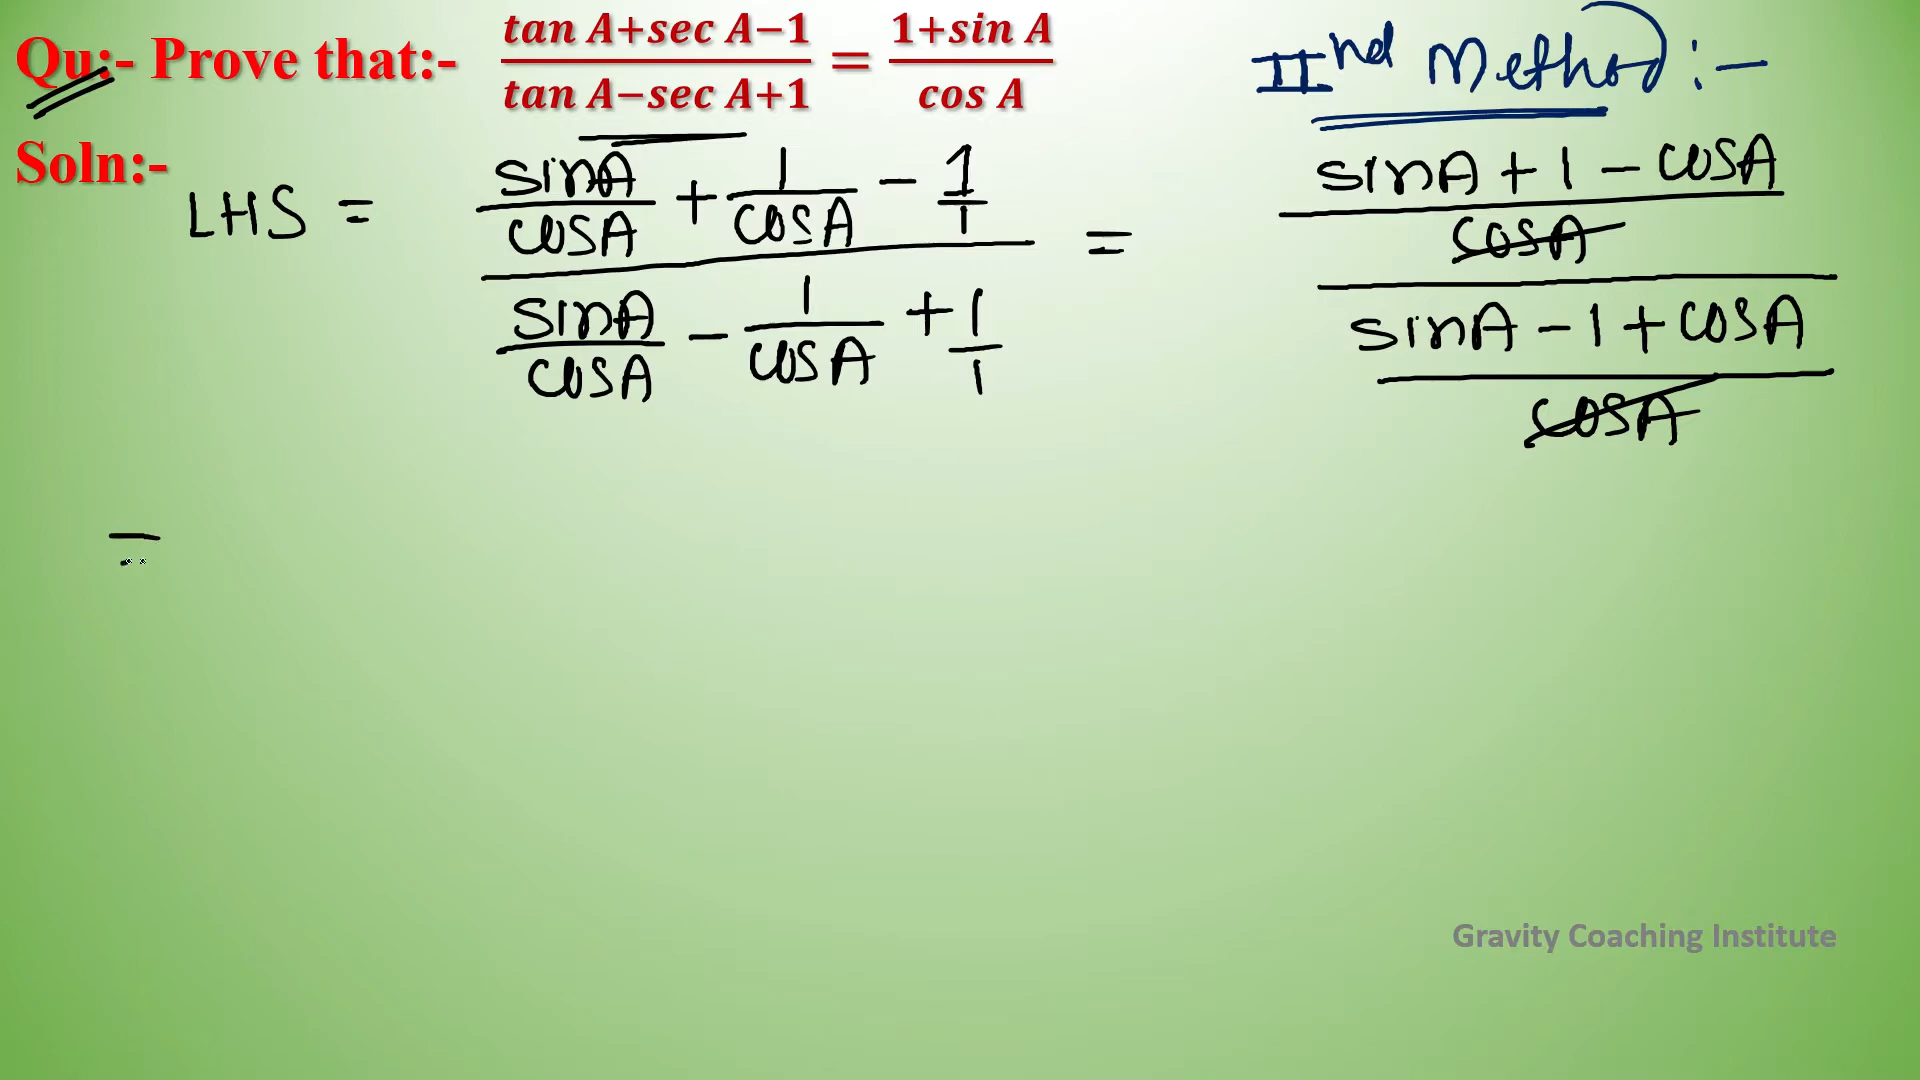 Qu:- Prove that:- (tan A+sec A−1)/(tan A−sec A+1) = (1+sin A)/(cos A)
IInd Method:-
Soln:-
LHS = (sinA/cosA + 1/cosA − 1/1)/(sinA/cosA − 1/cosA + 1/1) = ((sinA + 1 − cosA)/cosA)/((sinA − 1 + cosA)/cosA)
=
Gravity Coaching Institute